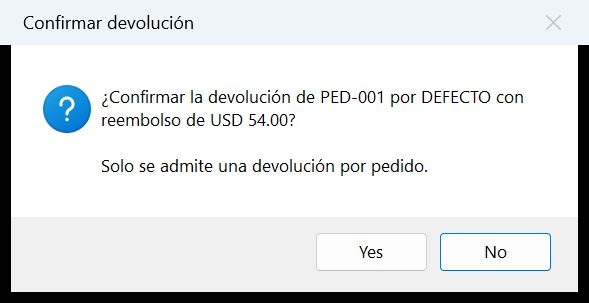 Confirmar devolución
¿Confirmar la devolución de PED-001 por DEFECTO con
reembolso de USD 54.00?
Solo se admite una devolución por pedido.
Yes
No